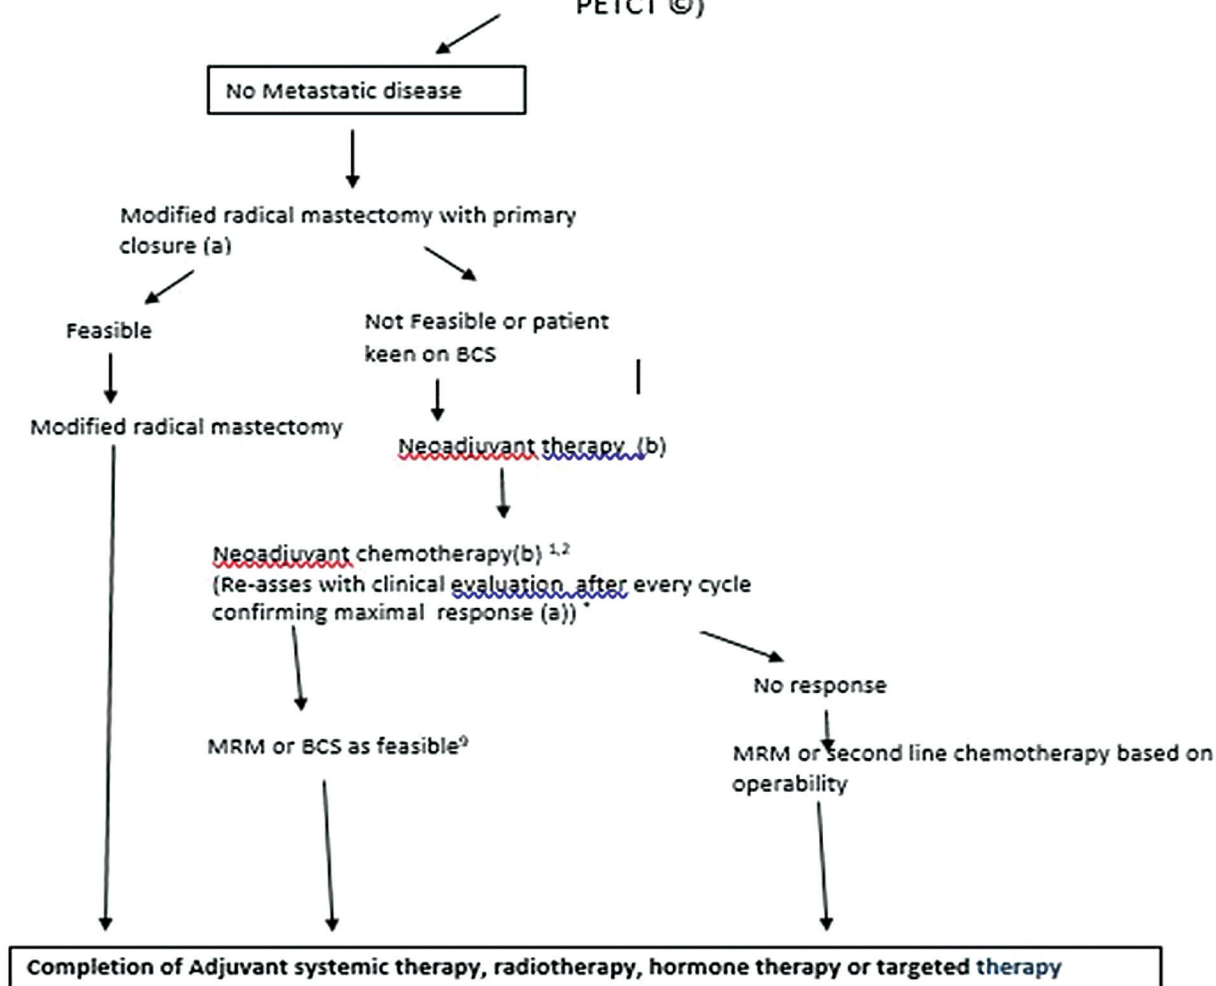 PETCT ©)
No Metastatic disease
Modified radical mastectomy with primary
closure (a)
Feasible
Not Feasible or patient
keen on BCS
Modified radical mastectomy
Neoadjuvant therapy (b)
Neoadjuvant chemotherapy(b) 1,2
(Re-asses with clinical evaluation after every cycle
confirming maximal response (a)) *
No response
MRM or BCS as feasible9
MRM or second line chemotherapy based on
operability
Completion of Adjuvant systemic therapy, radiotherapy, hormone therapy or targeted therapy